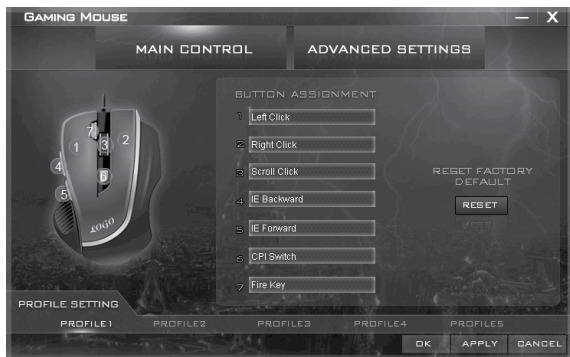 Gaming Mouse
— X
MAIN CONTROL
ADVANCED SETTINGS
BUTTON ASSIGNMENT
1 Left Click
2 Right Click
3 Scroll Click
4 IE Backward
5 IE Forward
6 CPI Switch
7 Fire Key
RESET FACTORY
DEFAULT
RESET
7
1
3
2
4
6
5
LOGO
PROFILE SETTING
PROFILE1 PROFILE2 PROFILE3 PROFILE4 PROFILE5
OK APPLY CANCEL